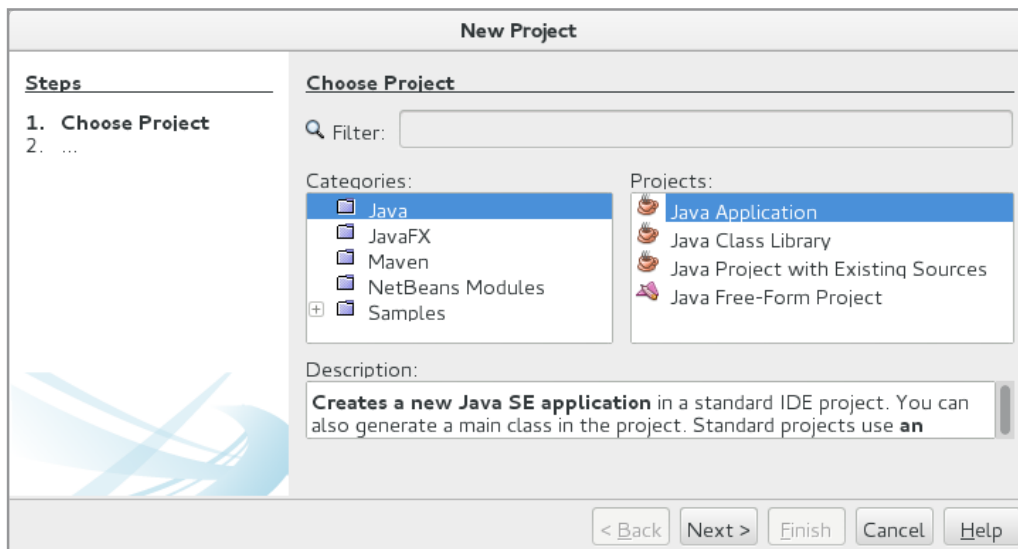 New Project
Steps
1. Choose Project
2. ...
Choose Project
Filter:
Categories:
Java
JavaFX
Maven
NetBeans Modules
Samples
Projects:
Java Application
Java Class Library
Java Project with Existing Sources
Java Free-Form Project
Description:
Creates a new Java SE application in a standard IDE project. You can
also generate a main class in the project. Standard projects use an
< Back
Next >
Finish
Cancel
Help